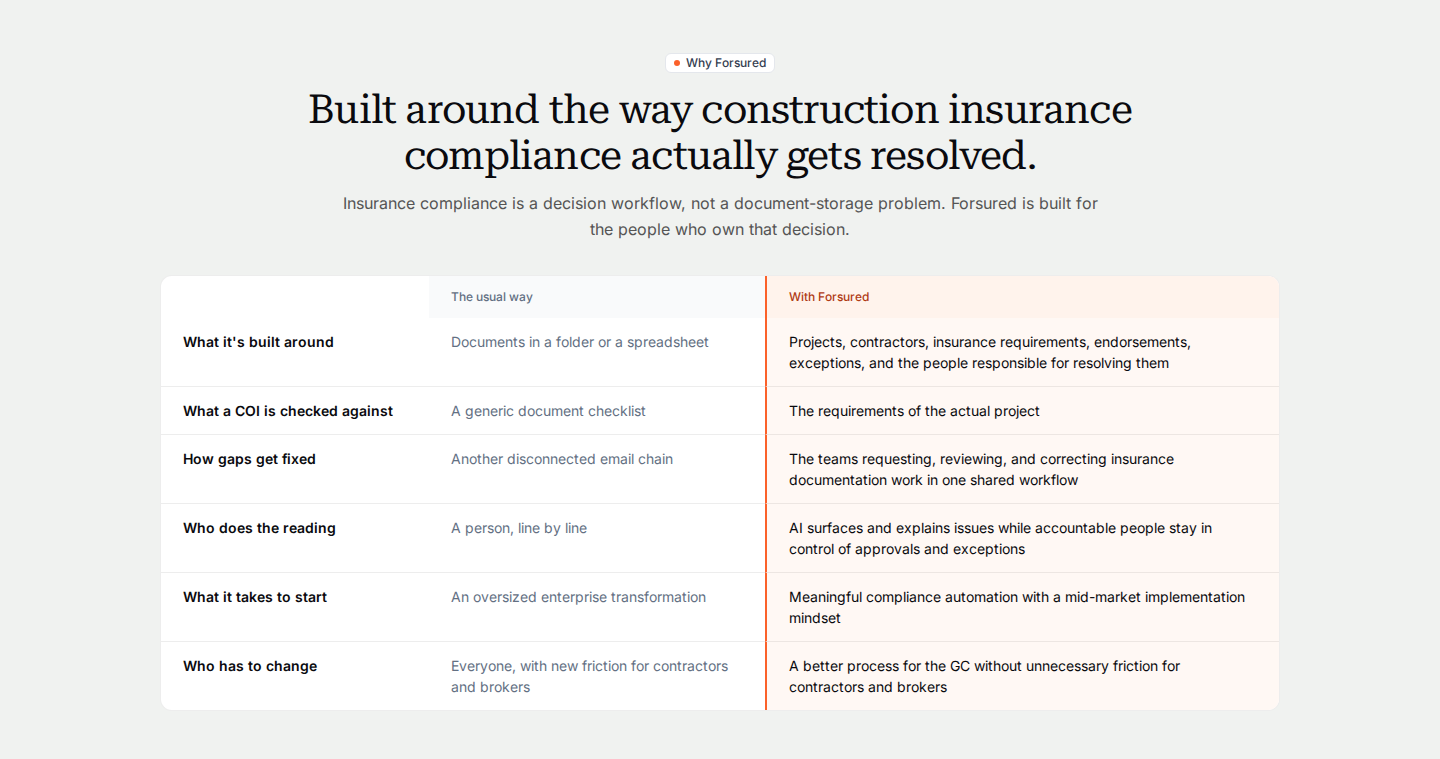 Why Forsured
Built around the way construction insurance
compliance actually gets resolved.
Insurance compliance is a decision workflow, not a document-storage problem. Forsured is built for
the people who own that decision.
The usual way
With Forsured
What it's built around
Documents in a folder or a spreadsheet
Projects, contractors, insurance requirements, endorsements,
exceptions, and the people responsible for resolving them
What a COI is checked against
A generic document checklist
The requirements of the actual project
How gaps get fixed
Another disconnected email chain
The teams requesting, reviewing, and correcting insurance
documentation work in one shared workflow
Who does the reading
A person, line by line
AI surfaces and explains issues while accountable people stay in
control of approvals and exceptions
What it takes to start
An oversized enterprise transformation
Meaningful compliance automation with a mid-market implementation
mindset
Who has to change
Everyone, with new friction for contractors
and brokers
A better process for the GC without unnecessary friction for
contractors and brokers